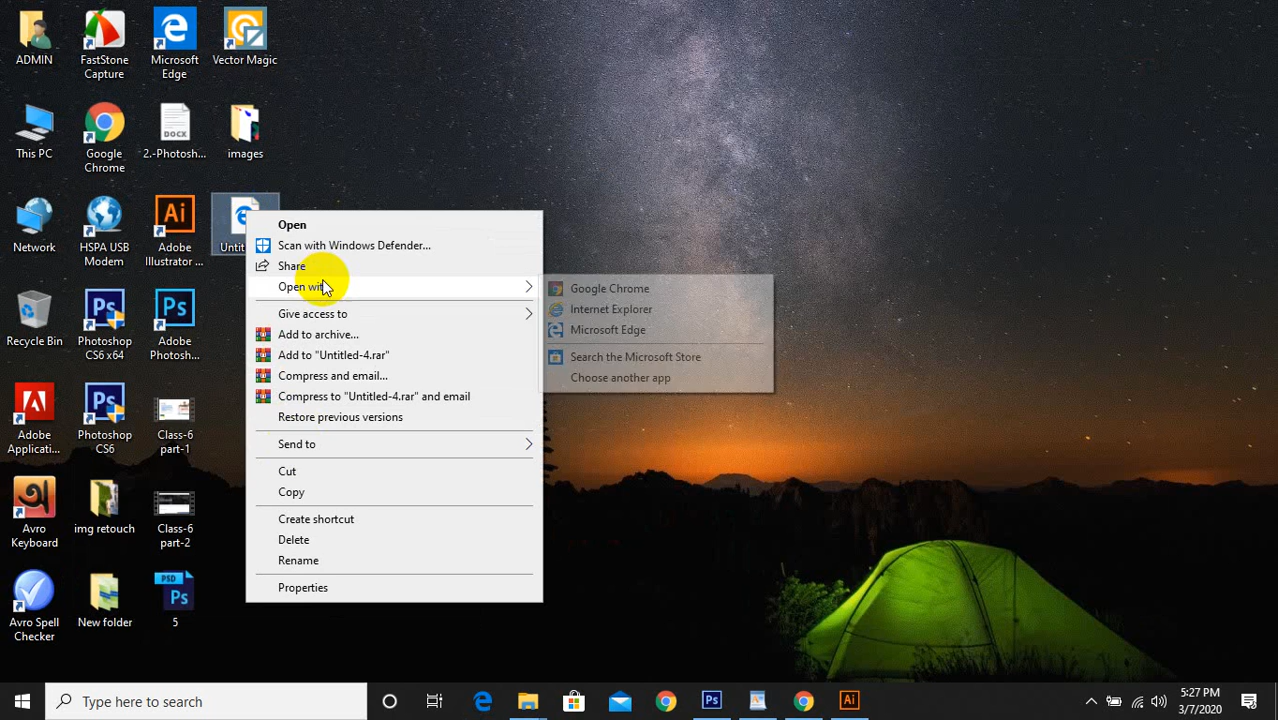 ADMIN
FastStone
Capture
Microsoft
Edge
Vector Magic
This PC
Google
Chrome
2.-Photosh...
images
Network
HSPA USB
Modem
Adobe
Illustrator ...
Recycle Bin
Photoshop
CS6 x64
Adobe
Photosh...
Adobe
Applicati...
Photoshop
CS6
Class-6
part-1
Avro
Keyboard
img retouch
Class-6
part-2
Avro Spell
Checker
New folder
PSD
Ps
5
Open
Scan with Windows Defender...
Share
Open with
Give access to
Add to archive...
Add to "Untitled-4.rar"
Compress and email...
Compress to "Untitled-4.rar" and email
Restore previous versions
Send to
Cut
Copy
Create shortcut
Delete
Rename
Properties
Google Chrome
Internet Explorer
Microsoft Edge
Search the Microsoft Store
Choose another app
Type here to search
5:27 PM
3/7/2020